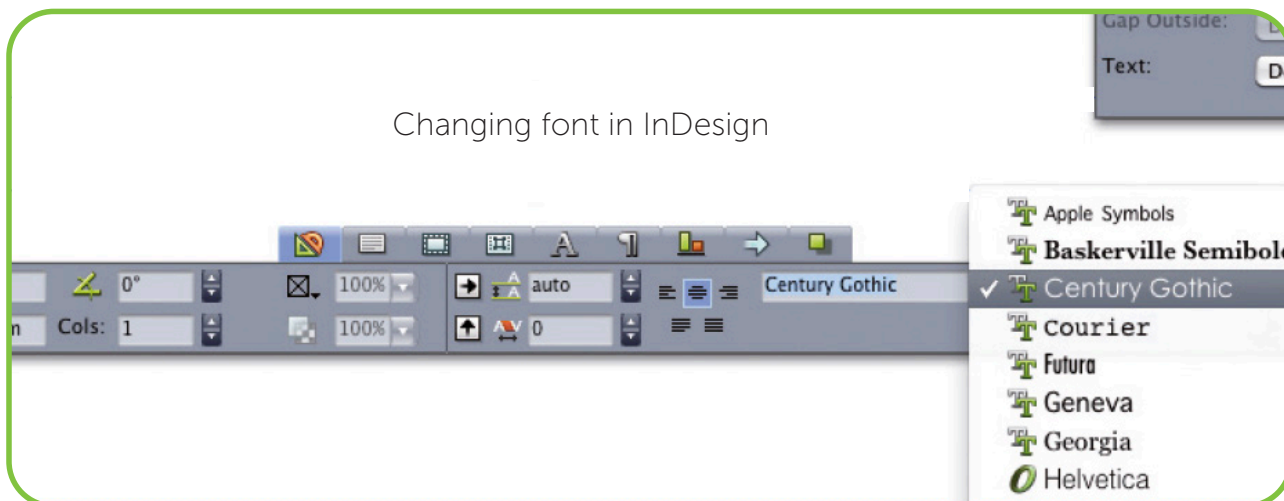 Gap Outside:
Text:
Changing font in InDesign
Apple Symbols
Baskerville Semibold
0°
100%
auto
Century Gothic
Century Gothic
Cols: 1
100%
0
Courier
Futura
Geneva
Georgia
Helvetica